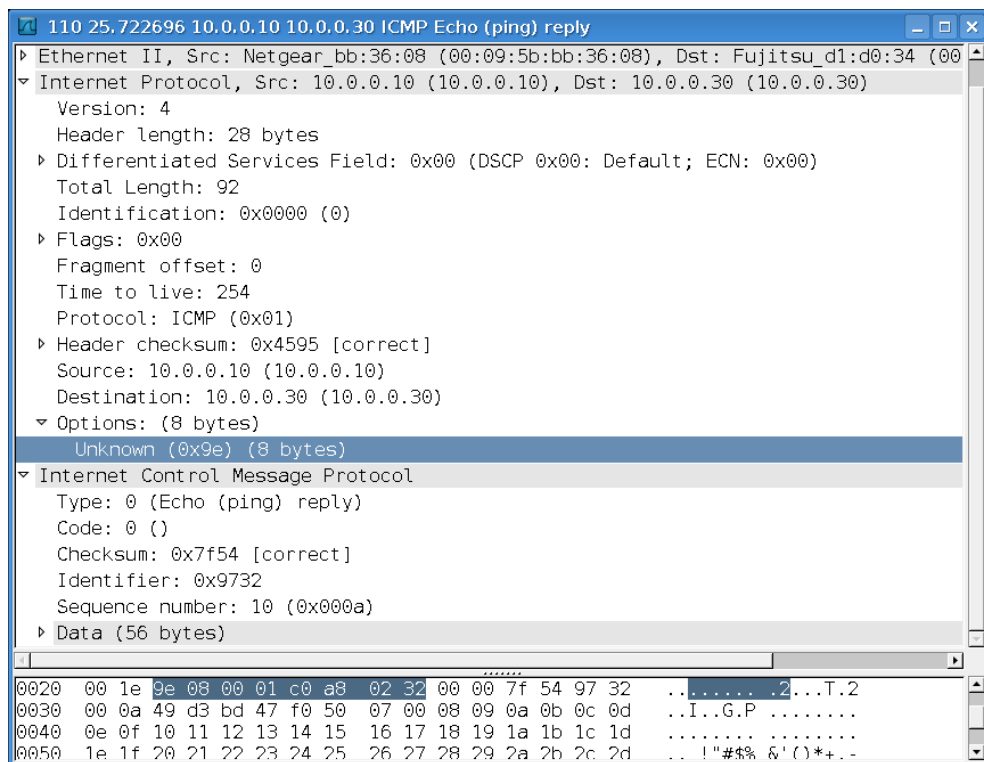 110 25.722696 10.0.0.10 10.0.0.30 ICMP Echo (ping) reply
Ethernet II, Src: Netgear_bb:36:08 (00:09:5b:bb:36:08), Dst: Fujitsu_d1:d0:34 (00
Internet Protocol, Src: 10.0.0.10 (10.0.0.10), Dst: 10.0.0.30 (10.0.0.30)
Version: 4
Header length: 28 bytes
Differentiated Services Field: 0x00 (DSCP 0x00: Default; ECN: 0x00)
Total Length: 92
Identification: 0x0000 (0)
Flags: 0x00
Fragment offset: 0
Time to live: 254
Protocol: ICMP (0x01)
Header checksum: 0x4595 [correct]
Source: 10.0.0.10 (10.0.0.10)
Destination: 10.0.0.30 (10.0.0.30)
Options: (8 bytes)
Unknown (0x9e) (8 bytes)
Internet Control Message Protocol
Type: 0 (Echo (ping) reply)
Code: 0 ()
Checksum: 0x7f54 [correct]
Identifier: 0x9732
Sequence number: 10 (0x000a)
Data (56 bytes)
0020 00 1e 9e 08 00 01 c0 a8 02 32 00 00 7f 54 97 32 ..........2...T.2
0030 00 0a 49 d3 bd 47 f0 50 07 00 08 09 0a 0b 0c 0d ..I..G.P ........
0040 0e 0f 10 11 12 13 14 15 16 17 18 19 1a 1b 1c 1d ........ ........
0050 1e 1f 20 21 22 23 24 25 26 27 28 29 2a 2b 2c 2d .. !"#$% &'()*+,-